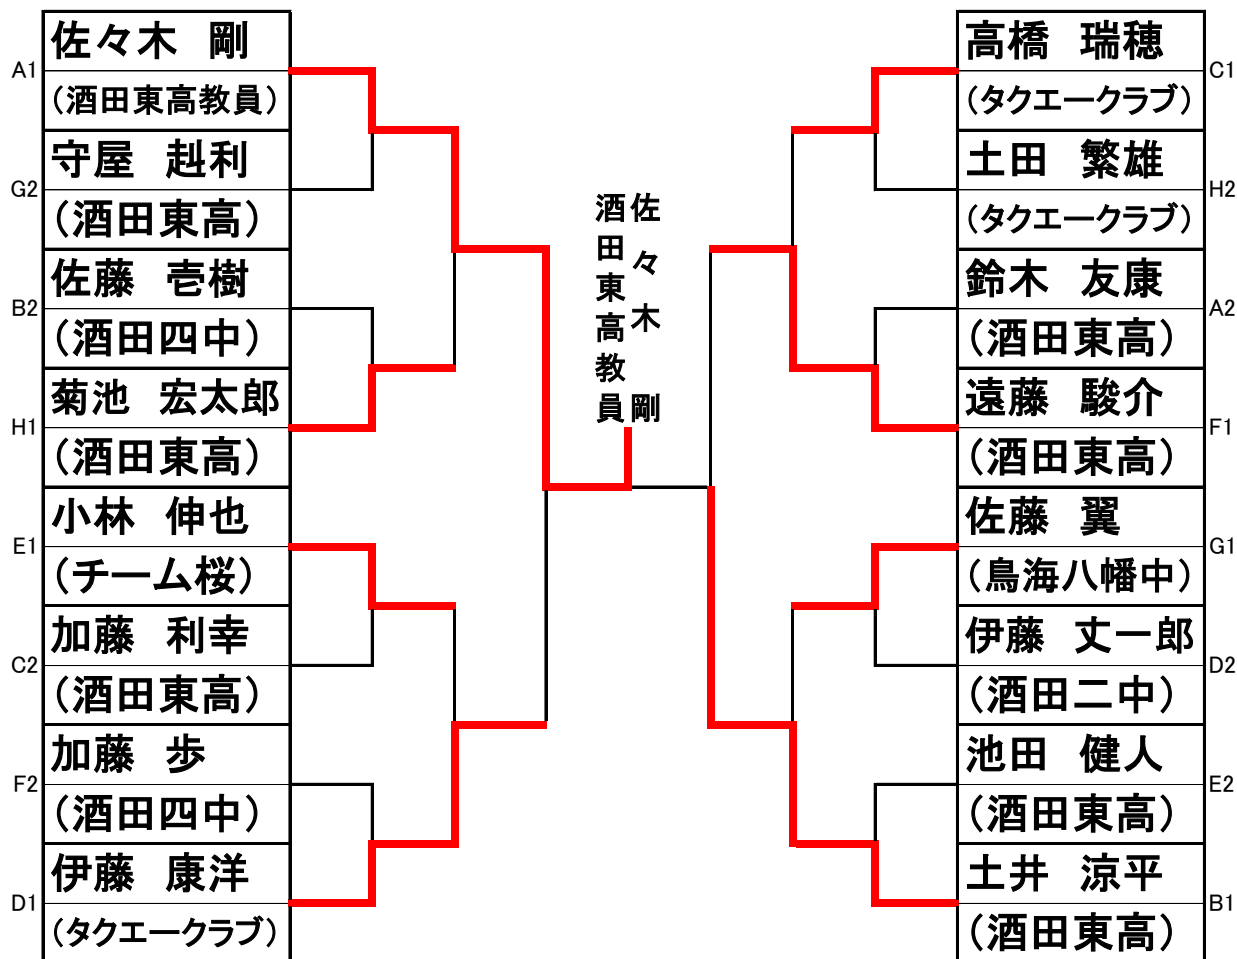 佐々木 剛
A1
(酒田東高教員)
守屋 赳利
G2
(酒田東高)
佐藤 壱樹
B2
(酒田四中)
菊池 宏太郎
H1
(酒田東高)
小林 伸也
E1
(チーム桜)
加藤 利幸
C2
(酒田東高)
加藤 歩
F2
(酒田四中)
伊藤 康洋
D1
(タクエークラブ)
佐々木 剛
酒田東高教員
高橋 瑞穂
C1
(タクエークラブ)
土田 繁雄
H2
(タクエークラブ)
鈴木 友康
A2
(酒田東高)
遠藤 駿介
F1
(酒田東高)
佐藤 翼
G1
(鳥海八幡中)
伊藤 丈一郎
D2
(酒田二中)
池田 健人
E2
(酒田東高)
土井 涼平
B1
(酒田東高)